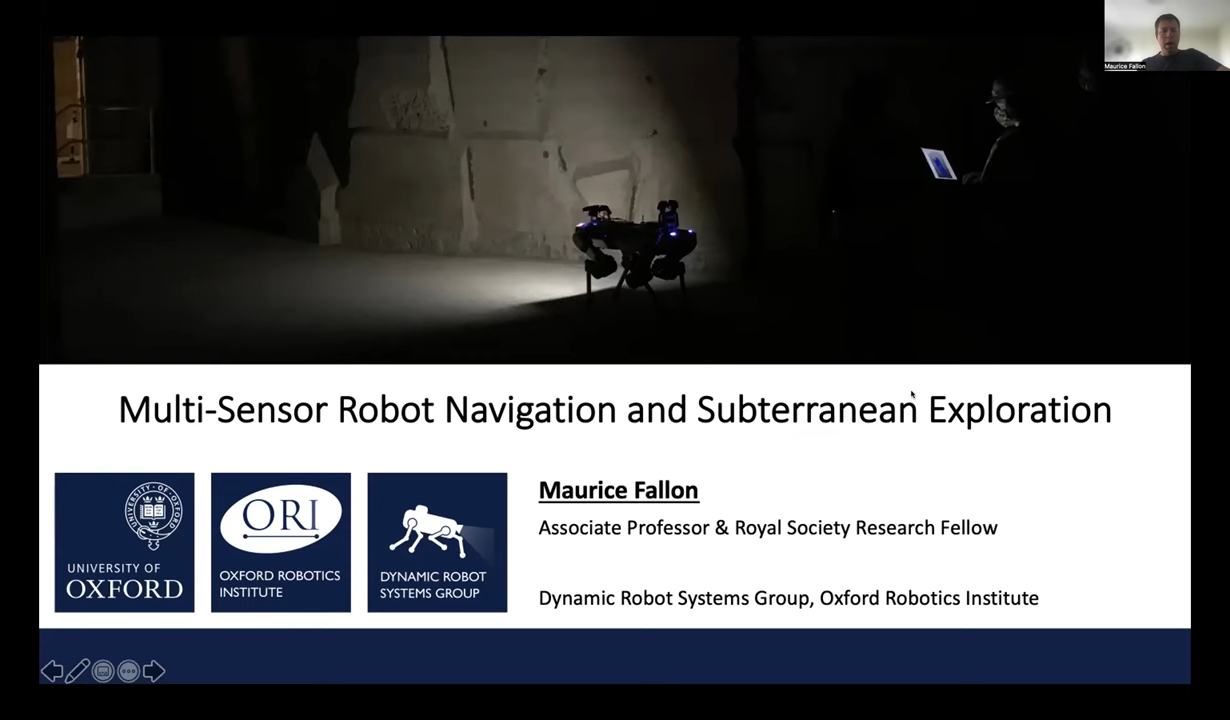 Maurice Fallon
Multi-Sensor Robot Navigation and Subterranean Exploration
UNIVERSITY OF
OXFORD
ORI
OXFORD ROBOTICS
INSTITUTE
DYNAMIC ROBOT
SYSTEMS GROUP
Maurice Fallon
Associate Professor & Royal Society Research Fellow
Dynamic Robot Systems Group, Oxford Robotics Institute